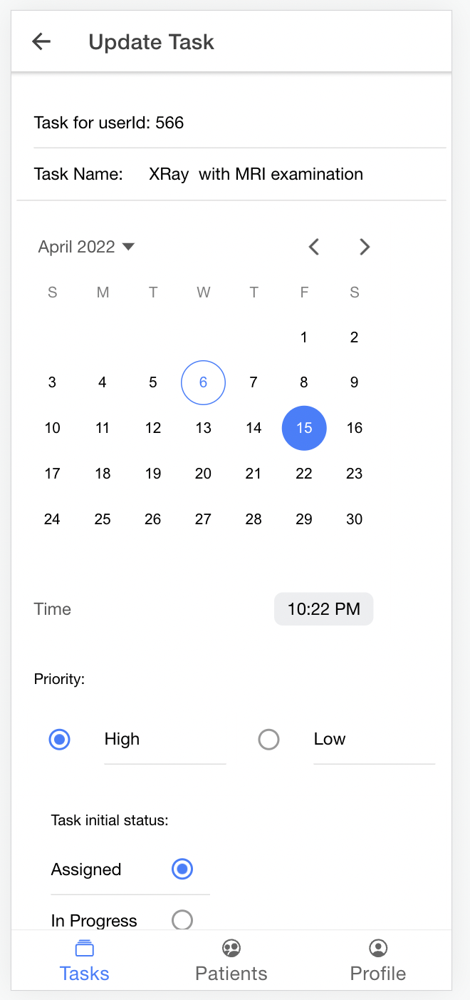 Update Task
Task for userId: 566
Task Name: XRay with MRI examination
April 2022
S M T W T F S
1 2
3 4 5 6 7 8 9
10 11 12 13 14 15 16
17 18 19 20 21 22 23
24 25 26 27 28 29 30
Time 10:22 PM
Priority:
High Low
Task initial status:
Assigned
In Progress
Tasks Patients Profile